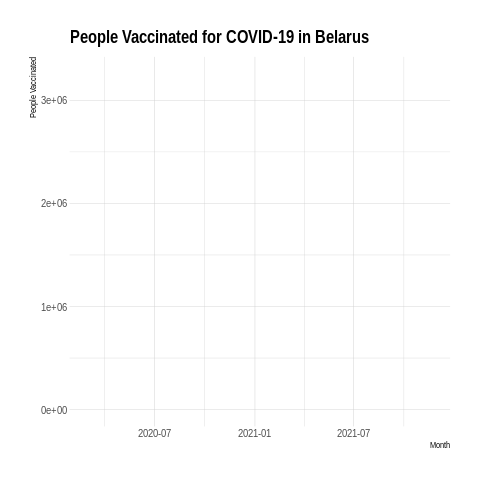 People Vaccinated for COVID-19 in Belarus
People Vaccinated
3e+06
2e+06
1e+06
0e+00
2020-07 2021-01 2021-07
Month